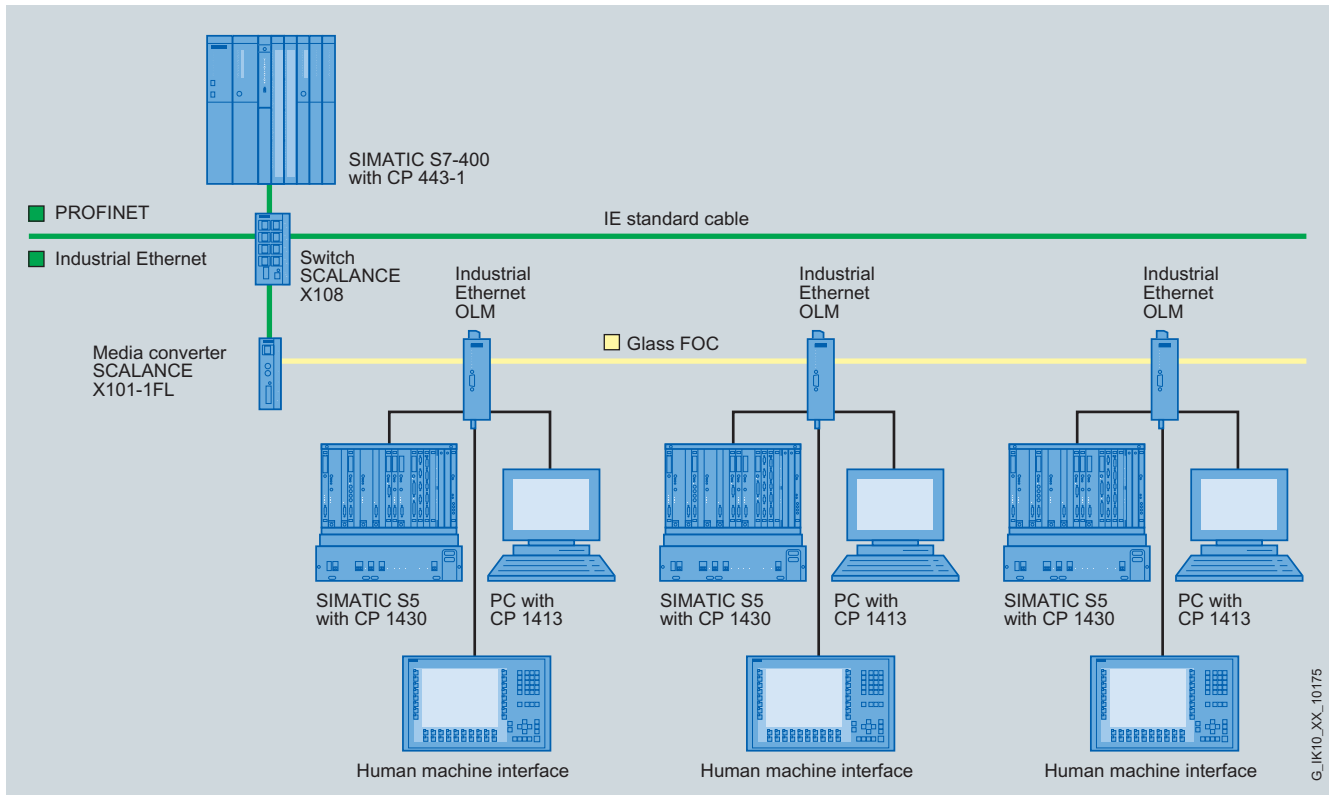 SIMATIC S7-400
with CP 443-1
PROFINET
IE standard cable
Industrial Ethernet
Switch
SCALANCE
X108
Industrial
Ethernet
OLM
Industrial
Ethernet
OLM
Industrial
Ethernet
OLM
Media converter
SCALANCE
X101-1FL
Glass FOC
SIMATIC S5
with CP 1430
PC with
CP 1413
SIMATIC S5
with CP 1430
PC with
CP 1413
SIMATIC S5
with CP 1430
PC with
CP 1413
Human machine interface
Human machine interface
Human machine interface
G_IK10_XX_10175